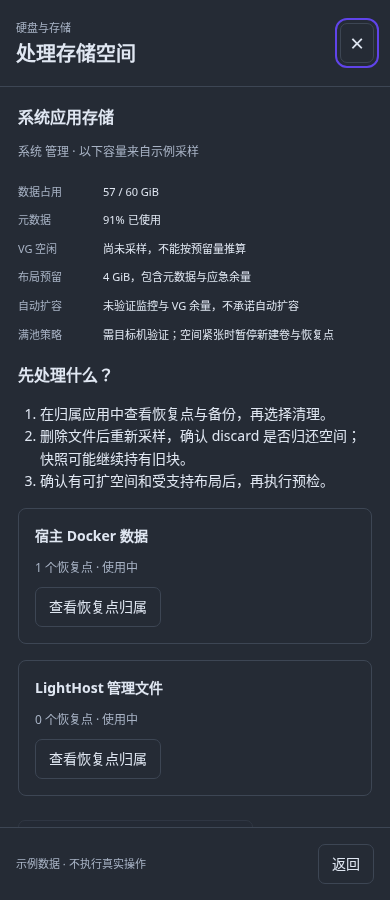 硬盘与存储
处理存储空间
系统应用存储
系统 管理 · 以下容量来自示例采样
数据占用 57 / 60 GiB
元数据 91% 已使用
VG 空闲 尚未采样，不能按预留量推算
布局预留 4 GiB，包含元数据与应急余量
自动扩容 未验证监控与 VG 余量，不承诺自动扩容
满池策略 需目标机验证；空间紧张时暂停新建卷与恢复点
先处理什么？
1. 在归属应用中查看恢复点与备份，再选择清理。
2. 删除文件后重新采样，确认 discard 是否归还空间；
快照可能继续持有旧块。
3. 确认有可扩空间和受支持布局后，再执行预检。
宿主 Docker 数据
1 个恢复点 · 使用中
查看恢复点归属
LightHost 管理文件
0 个恢复点 · 使用中
查看恢复点归属
示例数据 · 不执行真实操作
返回